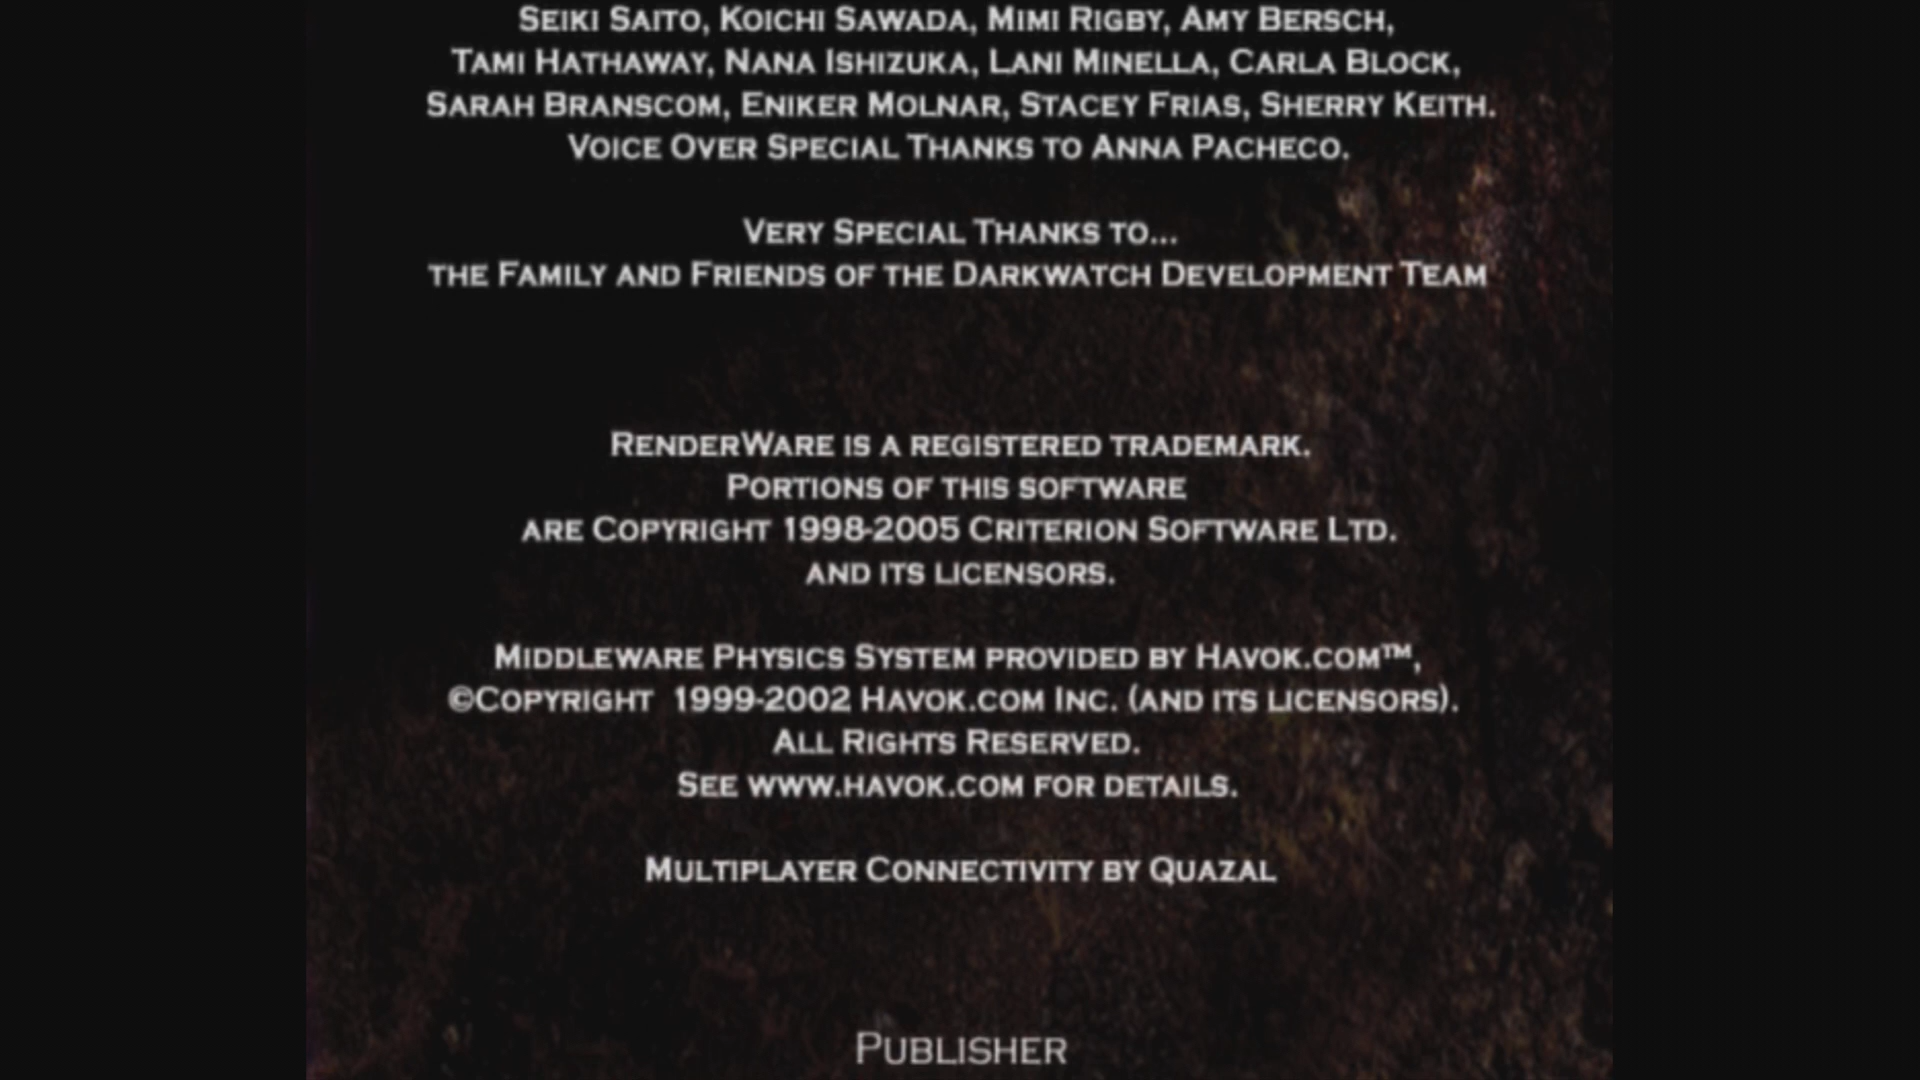 Seiki Saito, Koichi Sawada, Mimi Rigby, Amy Bersch,
Tami Hathaway, Nana Ishizuka, Lani Minella, Carla Block,
Sarah Branscom, Eniker Molnar, Stacey Frias, Sherry Keith.
Voice Over Special Thanks to Anna Pacheco.
Very Special Thanks to...
the Family and Friends of the Darkwatch Development Team
RenderWare is a registered trademark.
Portions of this software
are Copyright 1998-2005 Criterion Software Ltd.
and its licensors.
Middleware Physics System provided by Havok.com™,
©Copyright 1999-2002 Havok.com Inc. (and its licensors).
All Rights Reserved.
See www.havok.com for details.
Multiplayer Connectivity by Quazal
Publisher